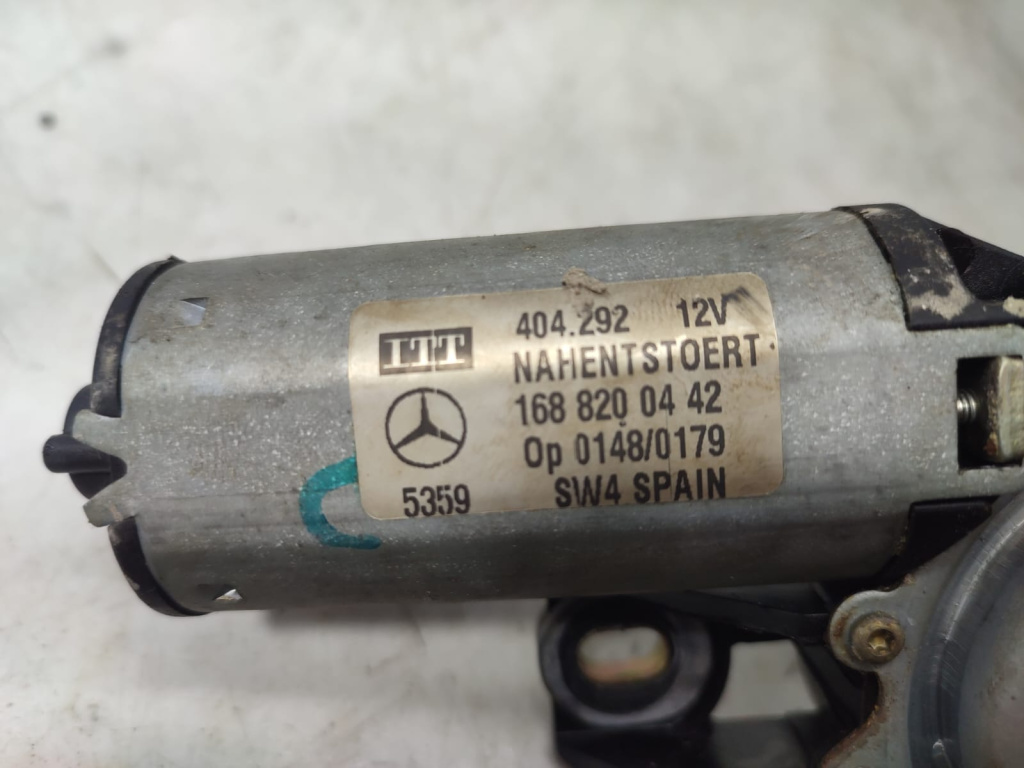 ITT 404.292 12V
NAHENTSTOERT
168 820 04 42
Op 0148/0179
5359 SW4 SPAIN